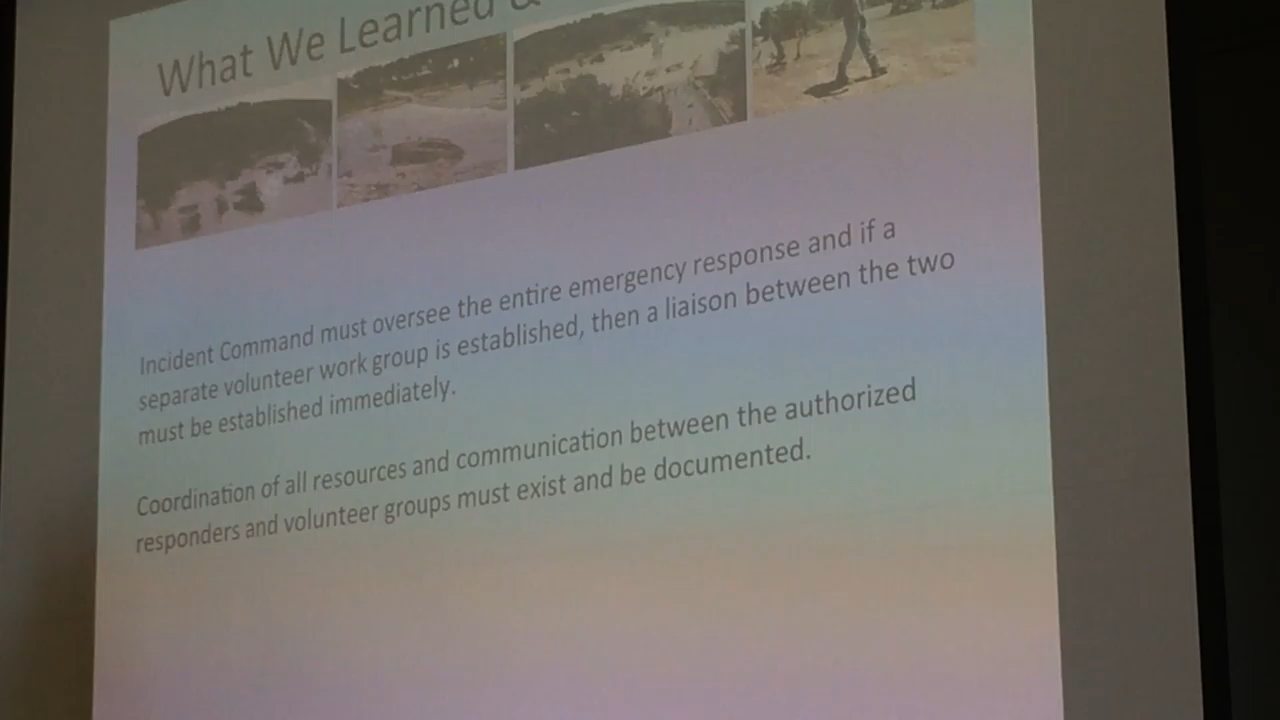 What We Learned &
Incident Command must oversee the entire emergency response and if a
separate volunteer work group is established, then a liaison between the two
must be established immediately.
Coordination of all resources and communication between the authorized
responders and volunteer groups must exist and be documented.